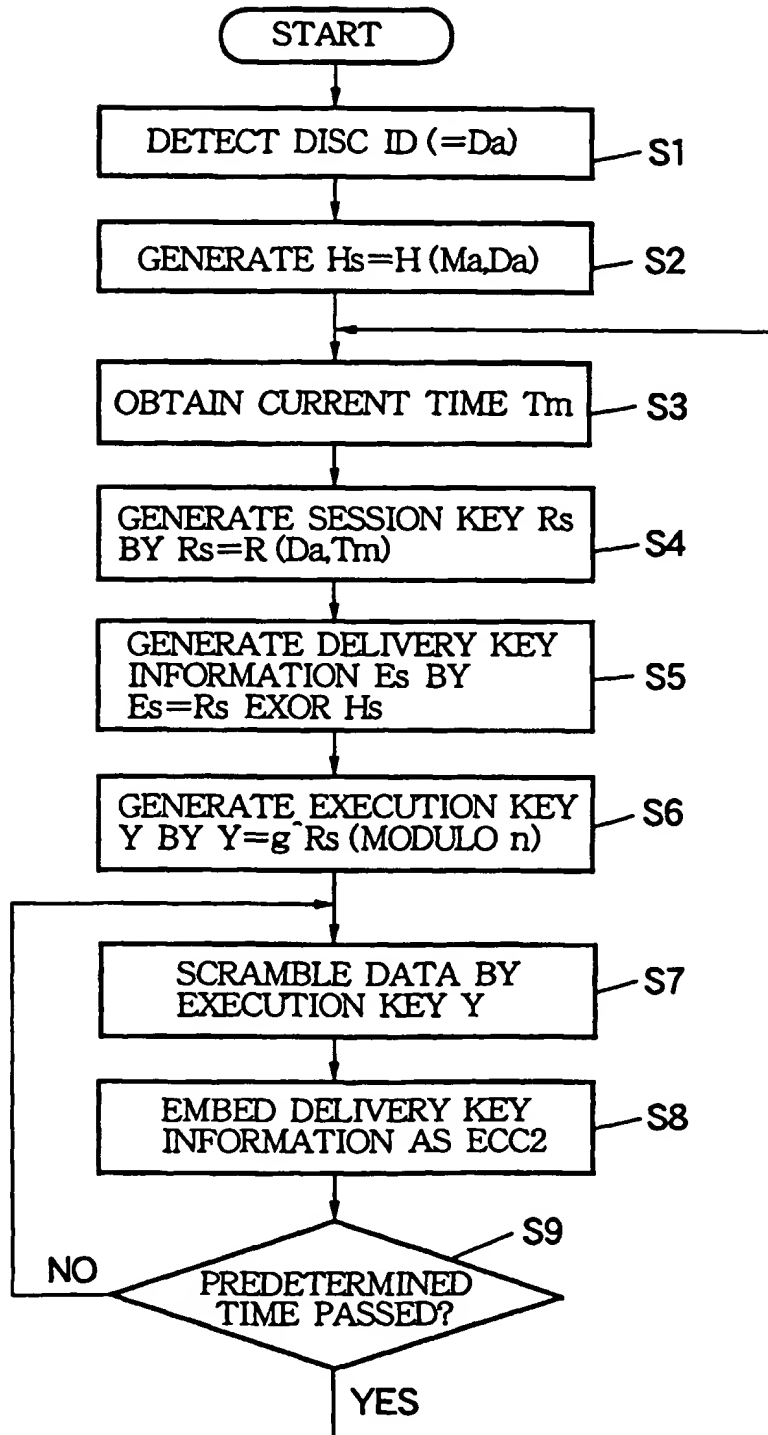 START
DETECT DISC ID (=Da)
S1
GENERATE Hs=H(Ma,Da)
S2
OBTAIN CURRENT TIME Tm
S3
GENERATE SESSION KEY Rs
BY Rs=R(Da,Tm)
S4
GENERATE DELIVERY KEY
INFORMATION Es BY
Es=Rs EXOR Hs
S5
GENERATE EXECUTION KEY
Y BY Y=g^Rs (MODULO n)
S6
SCRAMBLE DATA BY
EXECUTION KEY Y
S7
EMBED DELIVERY KEY
INFORMATION AS ECC2
S8
S9
NO
PREDETERMINED
TIME PASSED?
YES